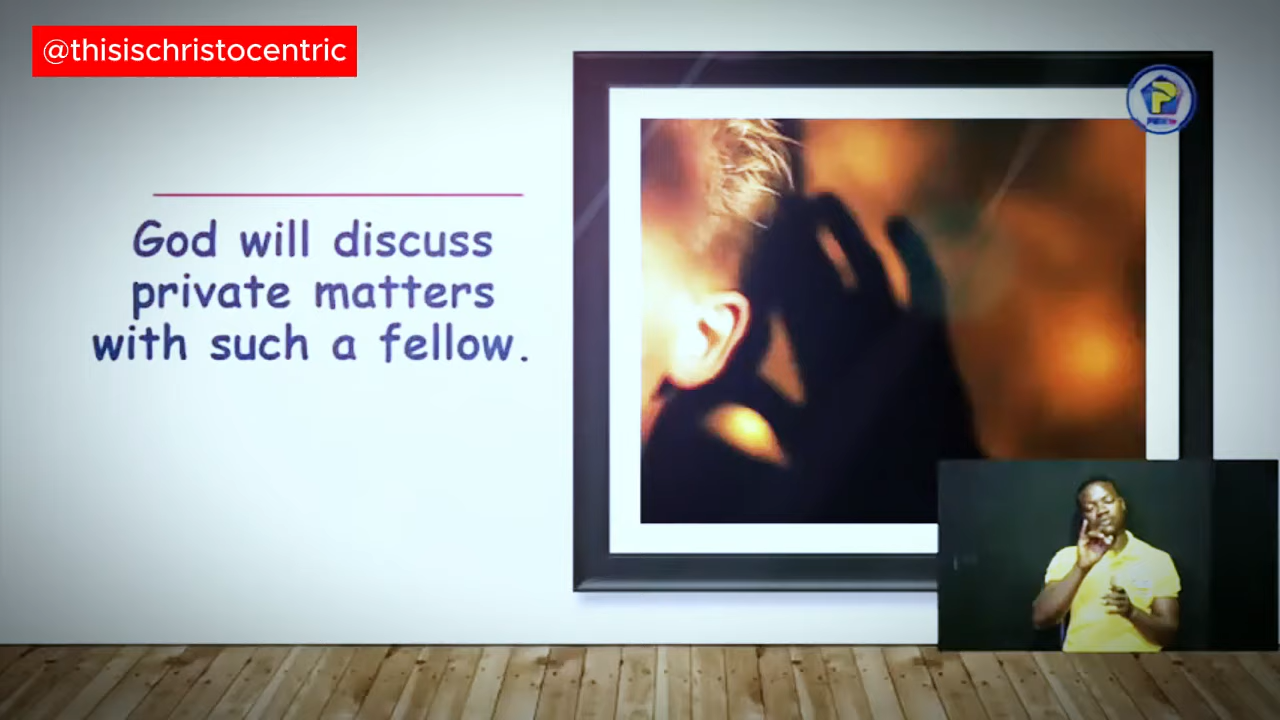 @thisischristocentric
God will discuss
private matters
with such a fellow.